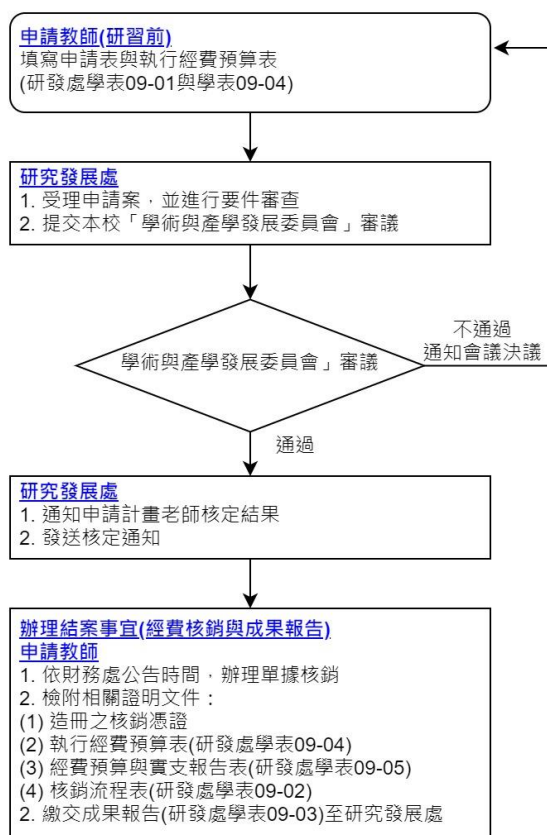 申請教師(研習前)
填寫申請表與執行經費預算表
(研發處學表09-01與學表09-04)
研究發展處
1. 受理申請案，並進行要件審查
2. 提交本校「學術與產學發展委員會」審議
學術與產學發展委員會」審議
不通過
通知會議決議
通過
研究發展處
1. 通知申請計畫老師核定結果
2. 發送核定通知
辦理結案事宜(經費核銷與成果報告)
申請教師
1. 依財務處公告時間，辦理單據核銷
2. 檢附相關證明文件：
(1) 造冊之核銷憑證
(2) 執行經費預算表(研發處學表09-04)
(3) 經費預算與實支報告表(研發處學表09-05)
(4) 核銷流程表(研發處學表09-02)
2. 繳交成果報告(研發處學表09-03)至研究發展處